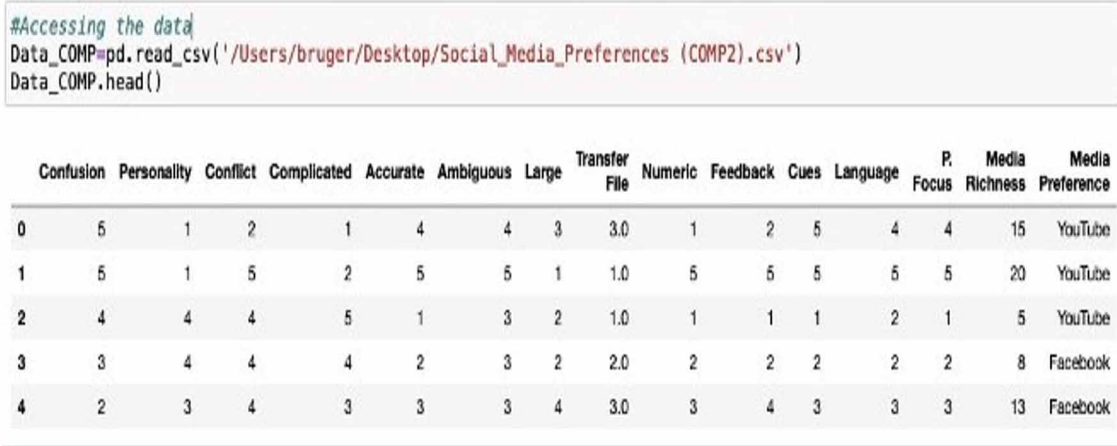 #Accessing the data
Data_COMP=pd.read_csv('/Users/bruger/Desktop/Social_Media_Preferences (COMP2).csv')
Data_COMP.head()
Confusion Personality Conflict Complicated Accurate Ambiguous Large Transfer File Numeric Feedback Cues Language P. Focus Media Richness Media Preference
0 5 1 2 1 4 4 3 3.0 1 2 5 4 4 15 YouTube
1 5 1 5 2 5 5 1 1.0 5 5 5 5 5 20 YouTube
2 4 4 4 5 1 3 2 1.0 1 1 1 2 1 5 YouTube
3 3 4 4 4 2 3 2 2.0 2 2 2 2 2 8 Facebook
4 2 3 4 3 3 3 4 3.0 3 4 3 3 3 13 Facebook